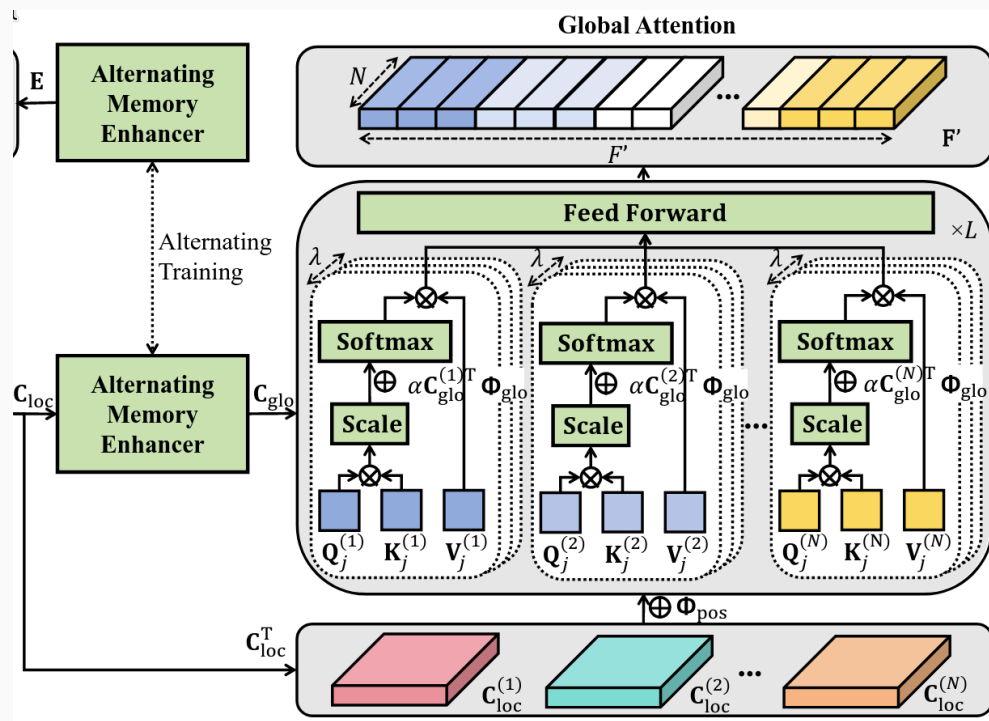 Global Attention
E
Alternating
Memory
Enhancer
N
...
F'
F'
Feed Forward
×L
Alternating
Training
λ
λ
λ
Softmax
Softmax
Softmax
αC_glo^(1)T Φ_glo
αC_glo^(2)T Φ_glo
αC_glo^(N)T Φ_glo
Scale
Scale
Scale
...
C_loc
Alternating
Memory
Enhancer
C_glo
Q_j^(1) K_j^(1) V_j^(1)
Q_j^(2) K_j^(2) V_j^(2)
Q_j^(N) K_j^(N) V_j^(N)
⊕ Φ_pos
C_loc^T
C_loc^(1)
C_loc^(2)
...
C_loc^(N)